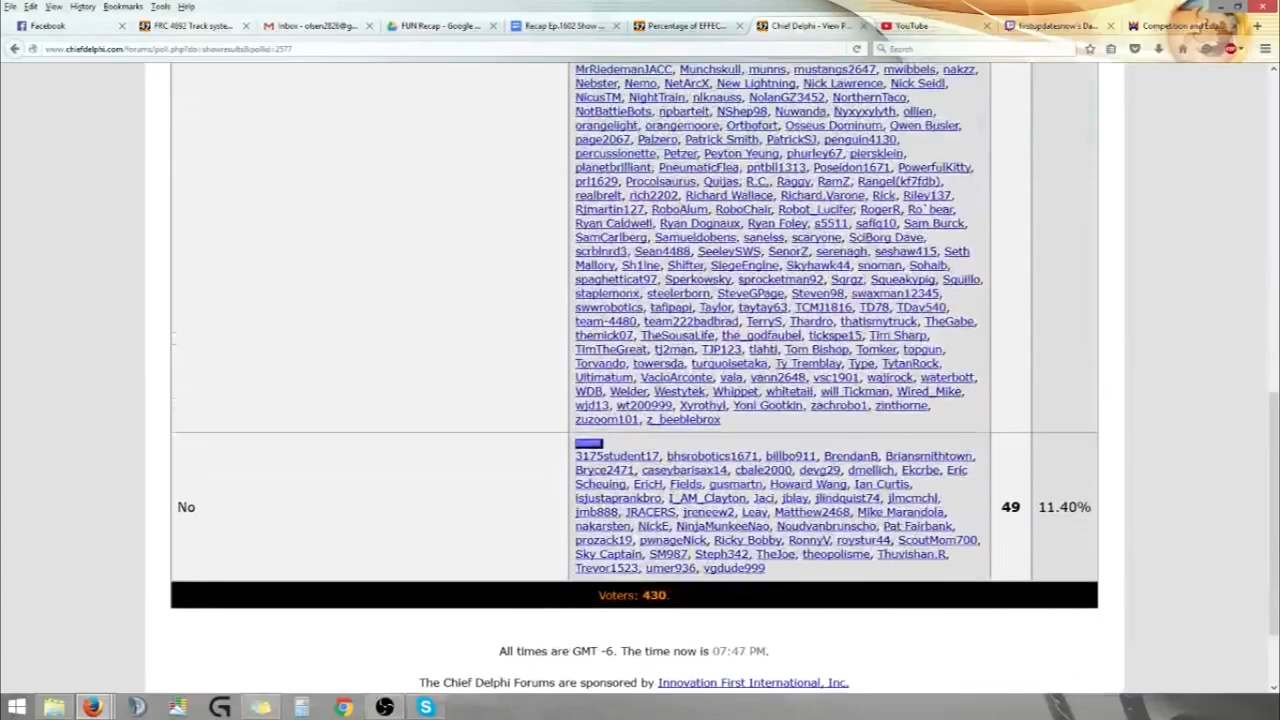 File Edit View History Bookmarks Tools Help
Facebook FRC 4692 Track syste... Inbox - olsen2826@g... FUN Recap - Google ... Recap Ep.1602 Show ... Percentage of EFFEC... Chief Delphi - View P... YouTube firstupdatesnow's Da... Competition and Edu...
www.chiefdelphi.com/forums/poll.php?do=showresults&pollid=2577 Search
MrRiedemanJACC, Munchskull, munns, mustangs2647, mwibbels, nakzz,
Nebster, Nemo, NetArcX, New Lightning, Nick Lawrence, Nick Seidl,
NicusTM, NightTrain, nlknauss, NolanGZ3452, NorthernTaco,
NotBattleBots, npbartelt, NShep98, Nuwanda, Nyxyxylyth, ollien,
orangelight, orangemoore, Orthofort, Osseus Dominum, Owen Busler,
page2067, Palzero, Patrick Smith, PatrickSJ, penguin4130,
percussionette, Petzer, Peyton Yeung, phurley67, piersklein,
planetbrilliant, PneumaticFlea, pntbll1313, Poseidon1671, PowerfulKitty,
prl1629, Procolsaurus, Quijas, R.C., Raggy, RamZ, Rangel(kf7fdb),
realbrett, rich2202, Richard Wallace, Richard.Varone, Rick, Riley137,
Rjmartin127, RoboAlum, RoboChair, Robot_Lucifer, RogerR, Ro`bear,
Ryan Caldwell, Ryan Dognaux, Ryan Foley, s5511, safiq10, Sam Burck,
SamCarlberg, Samueldobens, sanelss, scaryone, SciBorg Dave,
scrblnrd3, Sean4488, SeeleySWS, SenorZ, serenagh, seshaw415, Seth
Mallory, Sh1ine, Shifter, SiegeEngine, Skyhawk44, snoman, Sohaib,
spaghetticat97, Sperkowsky, sprocketman92, Sqrgz, Squeakypig, Squillo,
staplemonx, steelerborn, SteveGPage, Steven98, swaxman12345,
swwrobotics, tafipapi, Taylor, taytay63, TCMJ1816, TD78, TDav540,
team-4480, team222badbrad, TerryS, Thardro, thatismytruck, TheGabe,
themick07, TheSousaLife, the_godfaubel, tickspe15, Tim Sharp,
TimTheGreat, tj2man, TJP123, tlahti, Tom Bishop, Tomker, topgun,
Torvando, towersda, turquoisetaka, Ty Tremblay, Type, TytanRock,
Ultimatum, VacioArconte, vala, vann2648, vsc1901, wajirock, waterbott,
WDB, Welder, Westytek, Whippet, whitetail, will Tickman, Wired_Mike,
wjd13, wt200999, Xyrothyl, Yoni Gootkin, zachrobo1, zinthorne,
zuzoom101, z_beeblebrox
3175student17, bhsrobotics1671, billbo911, BrendanB, Briansmithtown,
Bryce2471, caseybarisax14, cbale2000, devg29, dmellich, Ekcrbe, Eric
Scheuing, EricH, Fields, gusmartn, Howard Wang, Ian Curtis,
isjustaprankbro, I_AM_Clayton, Jaci, jblay, jlindquist74, jlmcmchl,
No 49 11.40%
jmb888, JRACERS, jreneew2, Leav, Matthew2468, Mike Marandola,
nakarsten, NickE, NinjaMunkeeNao, Noudvanbrunscho, Pat Fairbank,
prozack19, pwnageNick, Ricky Bobby, RonnyV, roystur44, ScoutMom700,
Sky Captain, SM987, Steph342, TheJoe, theopolisme, Thuvishan.R,
Trevor1523, umer936, vgdude999
Voters: 430.
All times are GMT -6. The time now is 07:47 PM.
The Chief Delphi Forums are sponsored by Innovation First International, Inc.